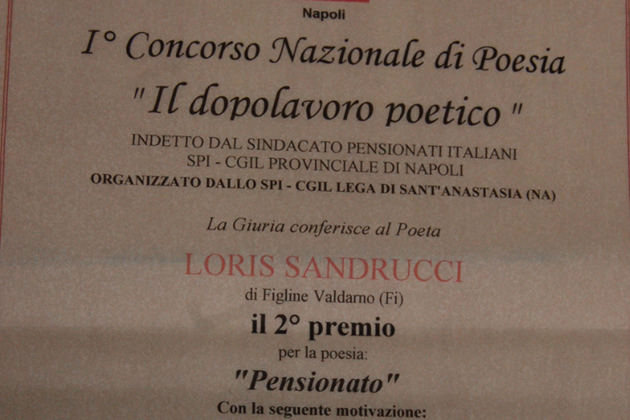 Napoli
I° Concorso Nazionale di Poesia
"Il dopolavoro poetico"
INDETTO DAL SINDACATO PENSIONATI ITALIANI
SPI - CGIL PROVINCIALE DI NAPOLI
ORGANIZZATO DALLO SPI - CGIL LEGA DI SANT'ANASTASIA (NA)
La Giuria conferisce al Poeta
LORIS SANDRUCCI
di Figline Valdarno (Fi)
il 2° premio
per la poesia:
"Pensionato"
Con la seguente motivazione: